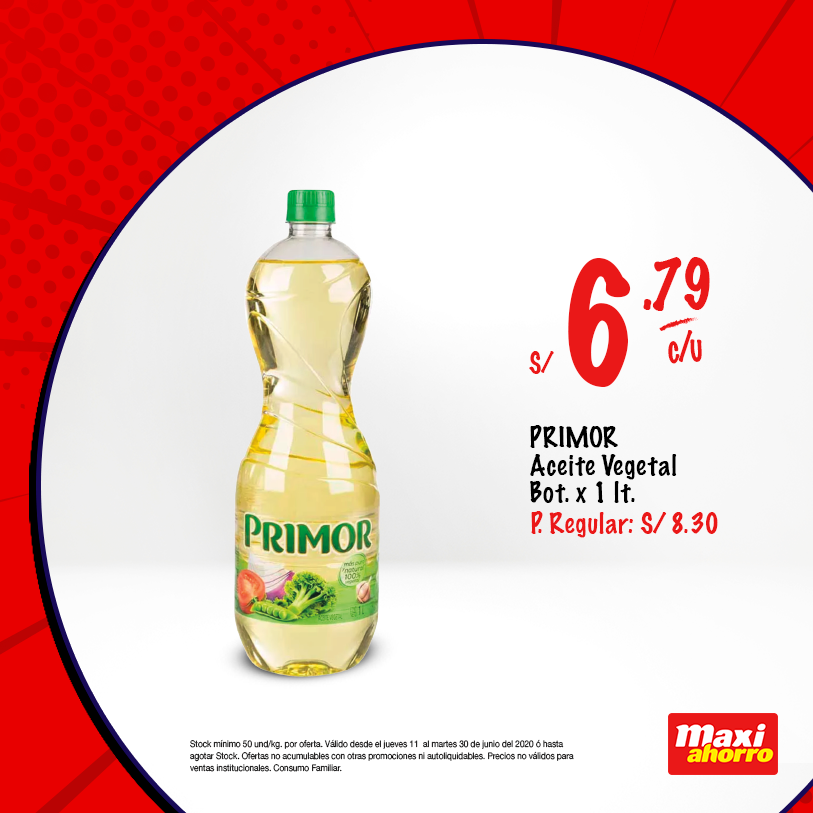 S/ 6.79 c/u
PRIMOR
Aceite Vegetal
Bot. x 1 lt.
P. Regular: S/ 8.30
PRIMOR
100%
Stock mínimo 50 und/kg. por oferta. Válido desde el jueves 11 al martes 30 de junio del 2020 ó hasta
agotar Stock. Ofertas no acumulables con otras promociones ni autoliquidables. Precios no válidos para
ventas institucionales. Consumo Familiar.
maxi
ahorro